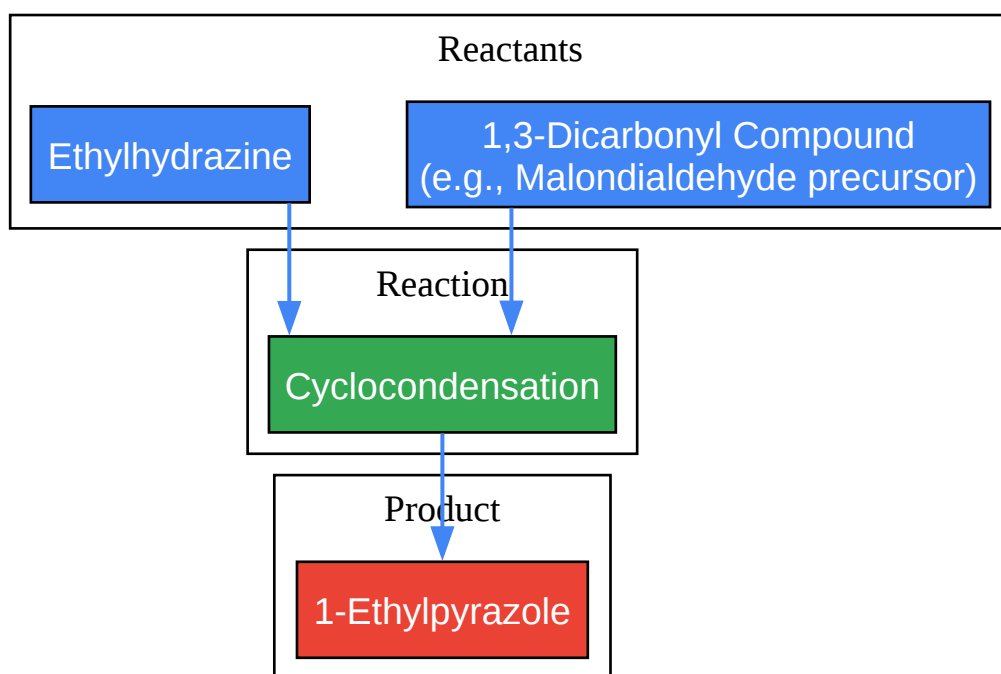 Reactants
Ethylhydrazine
1,3-Dicarbonyl Compound
(e.g., Malondialdehyde precursor)
Reaction
Cyclocondensation
Product
1-Ethylpyrazole